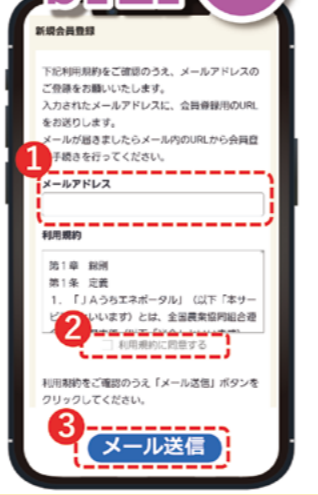 新規会員登録
下記利用規約をご確認のうえ、メールアドレスの
ご登録をお願いいたします。
入力されたメールアドレスに、会員登録用のURL
をお送りします。
メールが届きましたらメール内のURLから会員登
手続きを行ってください。
1
メールアドレス
利用規約
第1章 総則
第1条 定義
1. 「JAうちエネポータル」(以下「本サー
いいます)とは、全国農業協同組合連
2
利用規約に同意する
利用規約をご確認のうえ「メール送信」ボタンを
クリックしてください。
3
メール送信